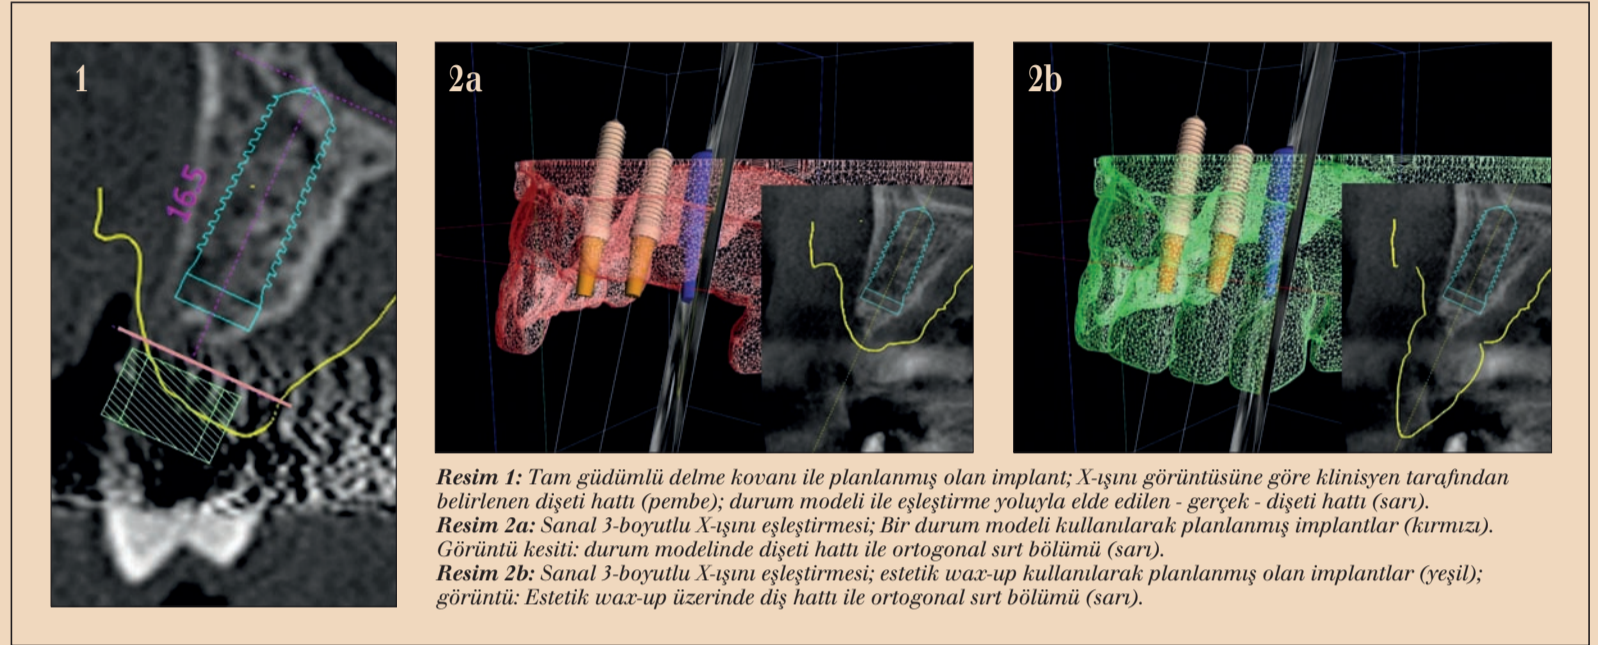 1
16.5
2a
2b
Resim 1: Tam güdümlü delme kovanı ile planlanmış olan implant; X-ışını görüntüsüne göre klinisyen tarafından
belirlenen dişeti hattı (pembe); durum modeli ile eşleştirme yoluyla elde edilen - gerçek - dişeti hattı (sarı).
Resim 2a: Sanal 3-boyutlu X-ışını eşleştirmesi; Bir durum modeli kullanılarak planlanmış implantlar (kırmızı).
Görüntü kesiti: durum modelinde dişeti hattı ile ortogonal sırt bölümü (sarı).
Resim 2b: Sanal 3-boyutlu X-ışını eşleştirmesi; estetik wax-up kullanılarak planlanmış olan implantlar (yeşil);
görüntü: Estetik wax-up üzerinde diş hattı ile ortogonal sırt bölümü (sarı).